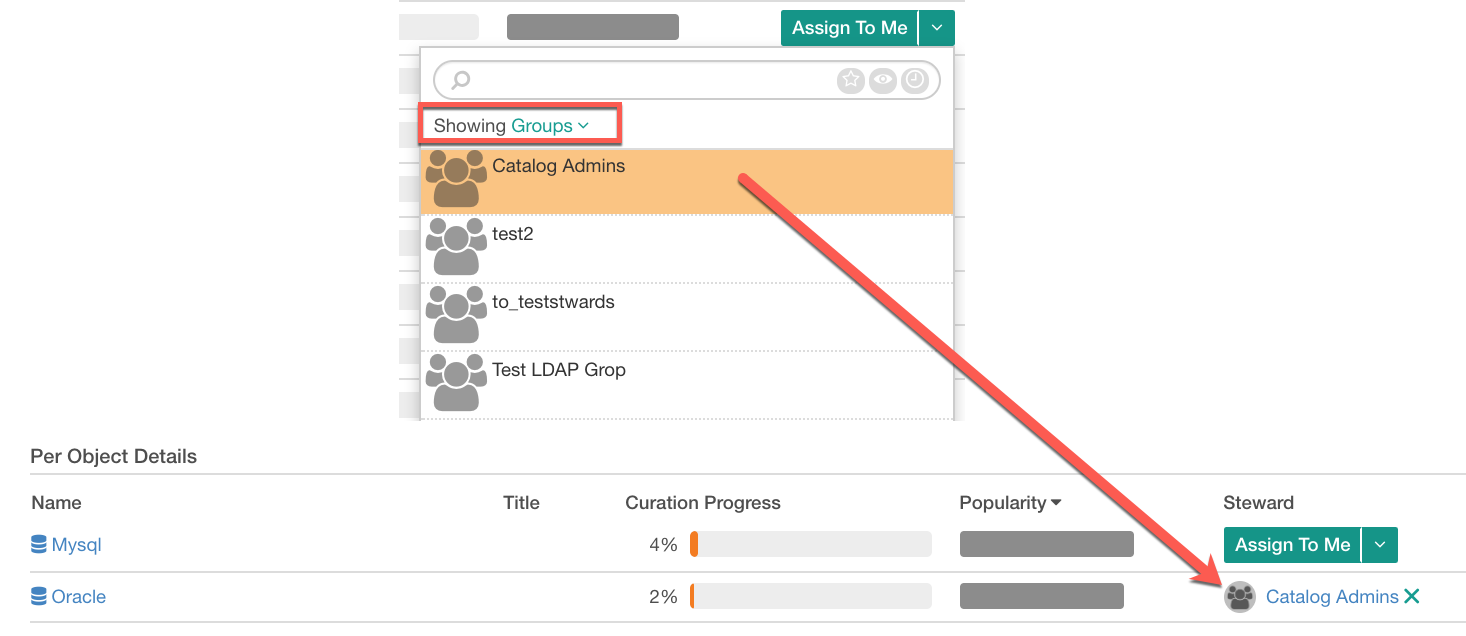 Assign To Me
Showing Groups
Catalog Admins
test2
to_teststwards
Test LDAP Grop
Per Object Details
Name Title Curation Progress Popularity Steward
Mysql 4% Assign To Me
Oracle 2% Catalog Admins